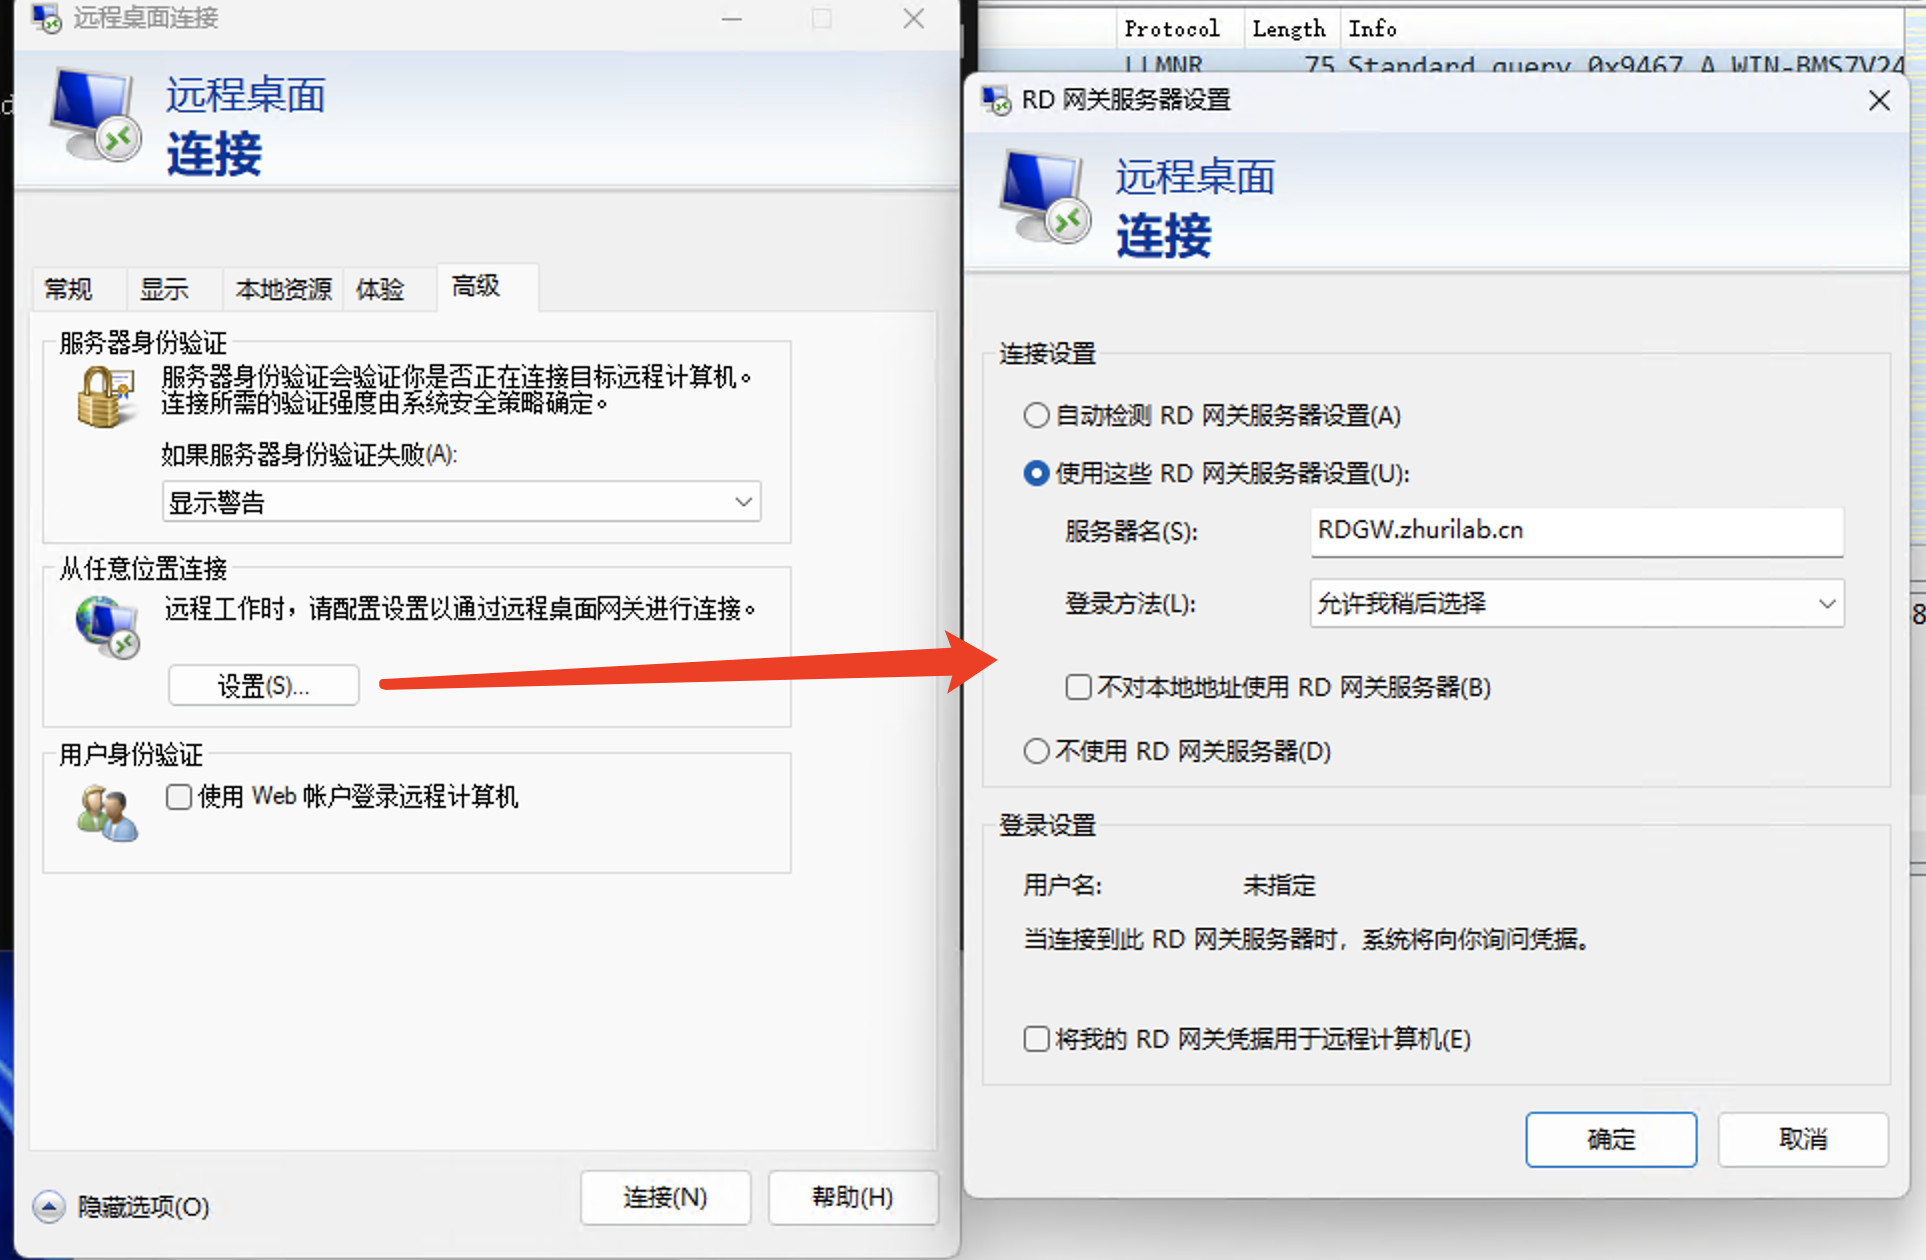 远程桌面连接
远程桌面
连接
常规 显示 本地资源 体验 高级
服务器身份验证
服务器身份验证会验证你是否正在连接目标远程计算机。
连接所需的验证强度由系统安全策略确定。
如果服务器身份验证失败(A):
显示警告
从任意位置连接
远程工作时，请配置设置以通过远程桌面网关进行连接。
设置(S)...
用户身份验证
使用 Web 帐户登录远程计算机
隐藏选项(O)
连接(N) 帮助(H)
Protocol Length Info
LLMNR 75 Standard query 0x9467 A WIN-BMS7V24
RD 网关服务器设置
远程桌面
连接
连接设置
自动检测 RD 网关服务器设置(A)
使用这些 RD 网关服务器设置(U):
服务器名(S): RDGW.zhurilab.cn
登录方法(L): 允许我稍后选择
不对本地地址使用 RD 网关服务器(B)
不使用 RD 网关服务器(D)
登录设置
用户名: 未指定
当连接到此 RD 网关服务器时，系统将向你询问凭据。
将我的 RD 网关凭据用于远程计算机(E)
确定 取消
8